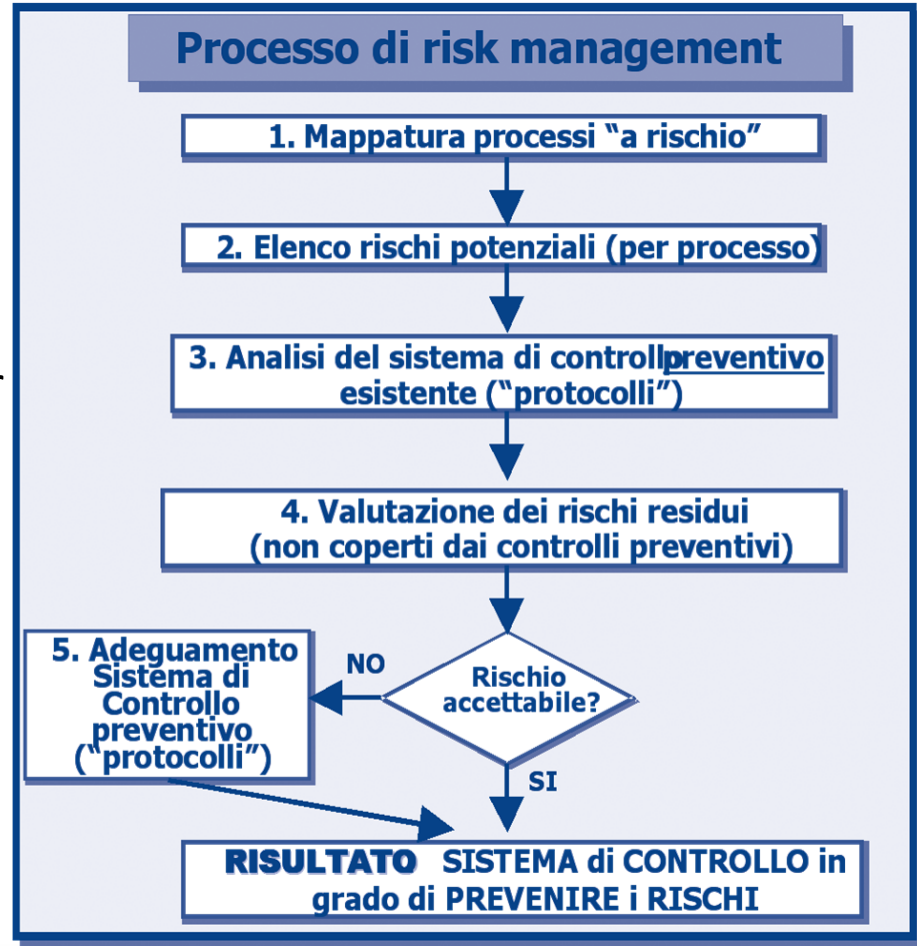 Processo di risk management
1. Mappatura processi “a rischio”
2. Elenco rischi potenziali (per processo)
3. Analisi del sistema di controllo preventivo
esistente (“protocolli”)
4. Valutazione dei rischi residui
(non coperti dai controlli preventivi)
Rischio
accettabile?
NO
5. Adeguamento
Sistema di
Controllo
preventivo
(“protocolli”)
SI
RISULTATO SISTEMA di CONTROLLO in
grado di PREVENIRE i RISCHI